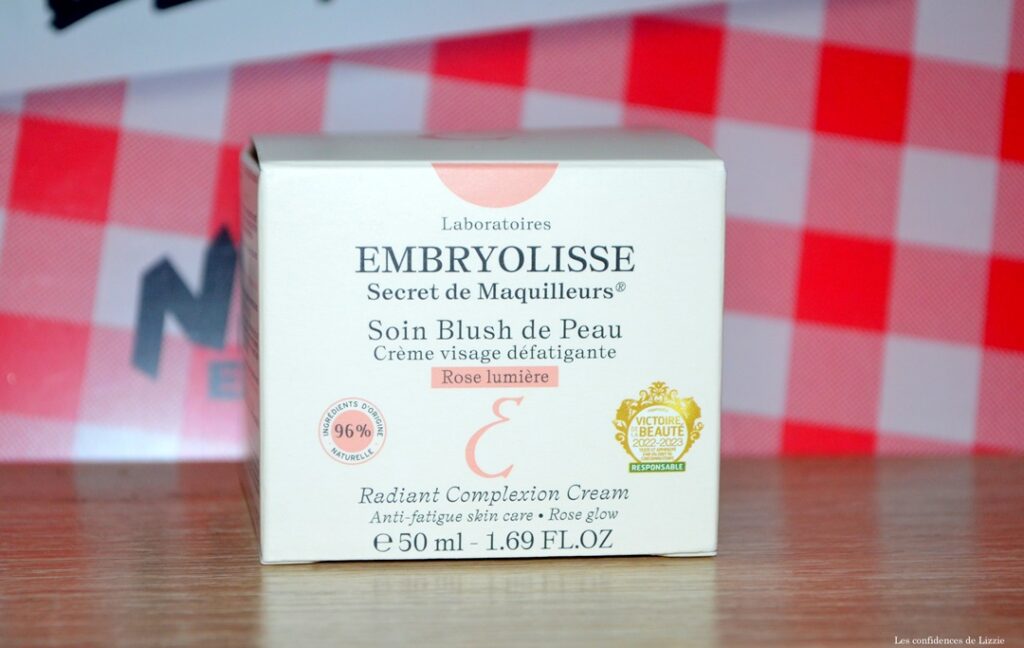 Laboratoires
EMBRYOLISSE
Secret de Maquilleurs®
Soin Blush de Peau
Crème visage défatigante
Rose lumière
INGRÉDIENTS D'ORIGINE
96%
NATURELLE
VICTOIRE
DE LA BEAUTÉ
2022-2023
RESPONSABLE
Radiant Complexion Cream
Anti-fatigue skin care • Rose glow
℮ 50 ml - 1.69 FL.OZ
Les confidences de Lizzie